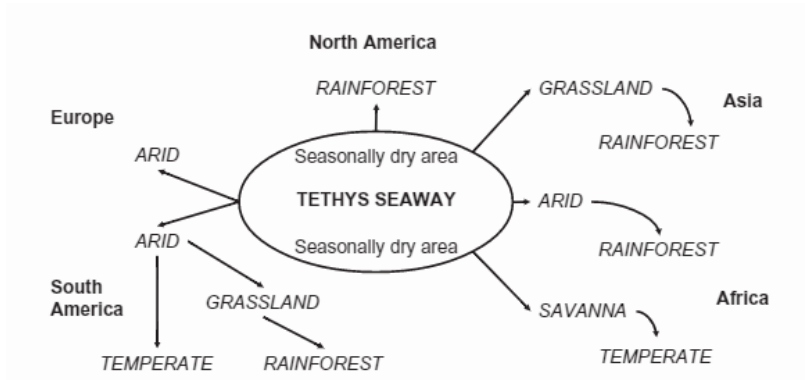 North America
RAINFOREST
GRASSLAND
Asia
Europe
RAINFOREST
ARID
Seasonally dry area
TETHYS SEAWAY
ARID
Seasonally dry area
ARID
RAINFOREST
South
America
GRASSLAND
SAVANNA
Africa
TEMPERATE
RAINFOREST
TEMPERATE